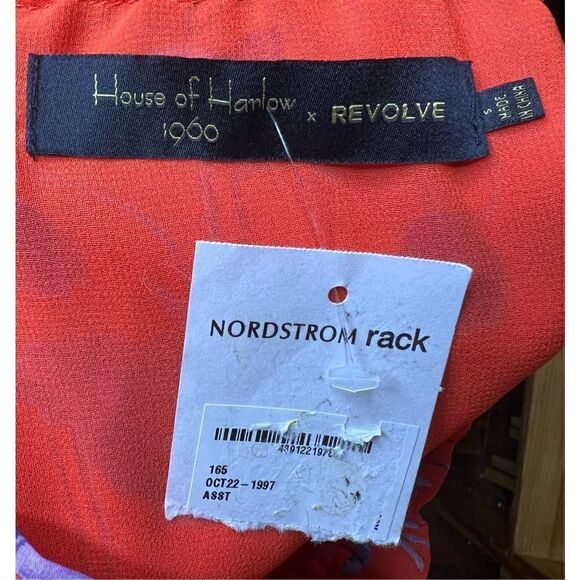 House of Harlow
1960
× REVOLVE
S
MADE
IN CHINA
NORDSTROM rack
165
OCT22-1997
ASST